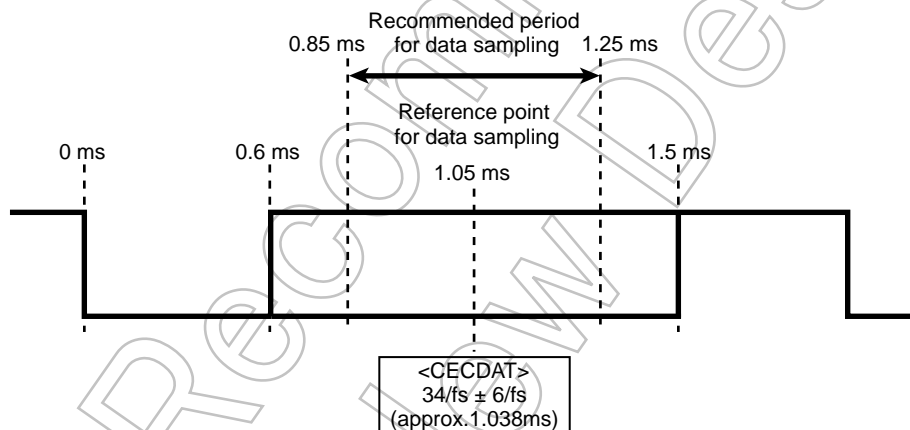 Recommended period
for data sampling
0.85 ms
1.25 ms
Reference point
for data sampling
0 ms
0.6 ms
1.05 ms
1.5 ms
<CECDAT>
34/fs ± 6/fs
(approx.1.038ms)